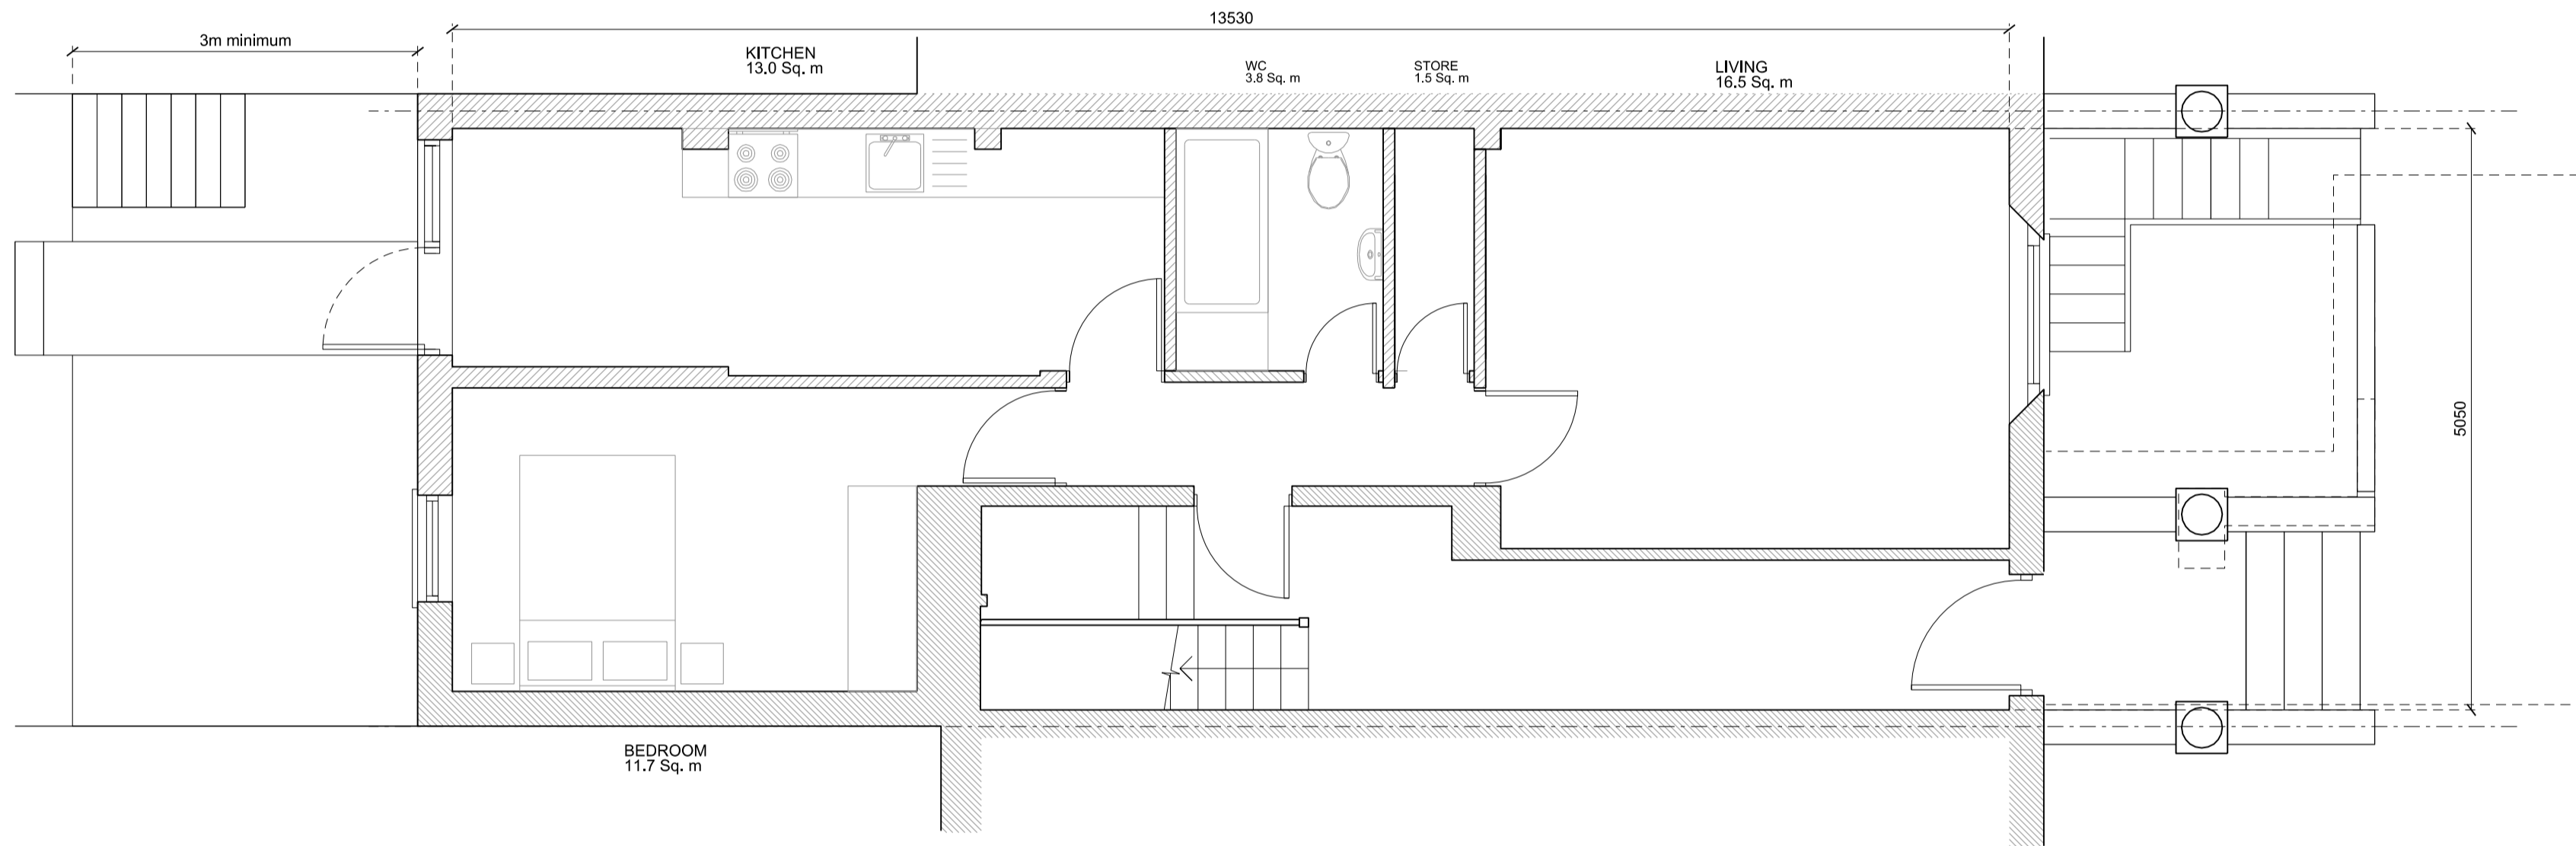 13530
3m minimum
KITCHEN
13.0 Sq. m
WC
3.8 Sq. m
STORE
1.5 Sq. m
LIVING
16.5 Sq. m
5050
BEDROOM
11.7 Sq. m